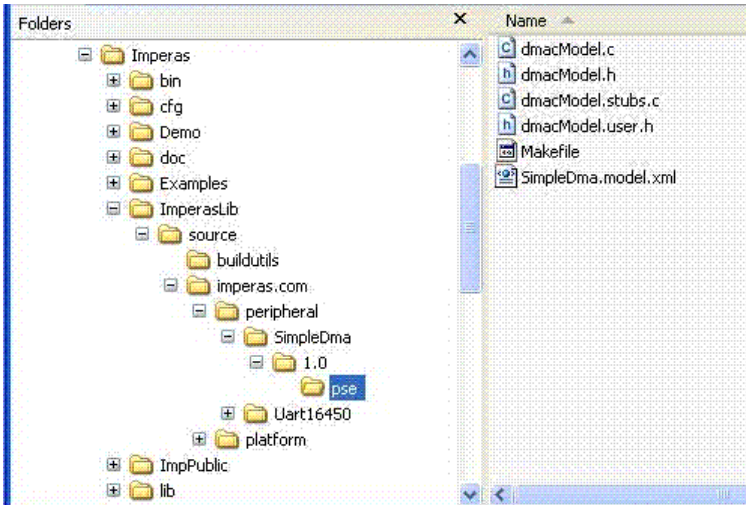 Folders
Imperas
bin
cfg
Demo
doc
Examples
ImperasLib
source
buildutils
imperas.com
peripheral
SimpleDma
1.0
pse
Uart16450
platform
ImpPublic
lib
Name
dmacModel.c
dmacModel.h
dmacModel.stubs.c
dmacModel.user.h
Makefile
SimpleDma.model.xml